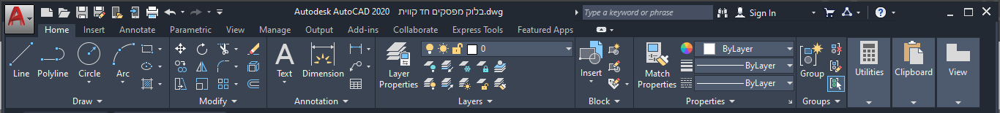 Autodesk AutoCAD 2020 בלוק מפסקים חד קווית.dwg
Type a keyword or phrase
Sign In
Home Insert Annotate Parametric View Manage Output Add-ins Collaborate Express Tools Featured Apps
0
ByLayer
ByLayer
ByLayer
Line Polyline Circle Arc
Text Dimension
Layer Properties
Insert
Match Properties
Group
Utilities Clipboard View
Draw Modify Annotation Layers Block Properties Groups